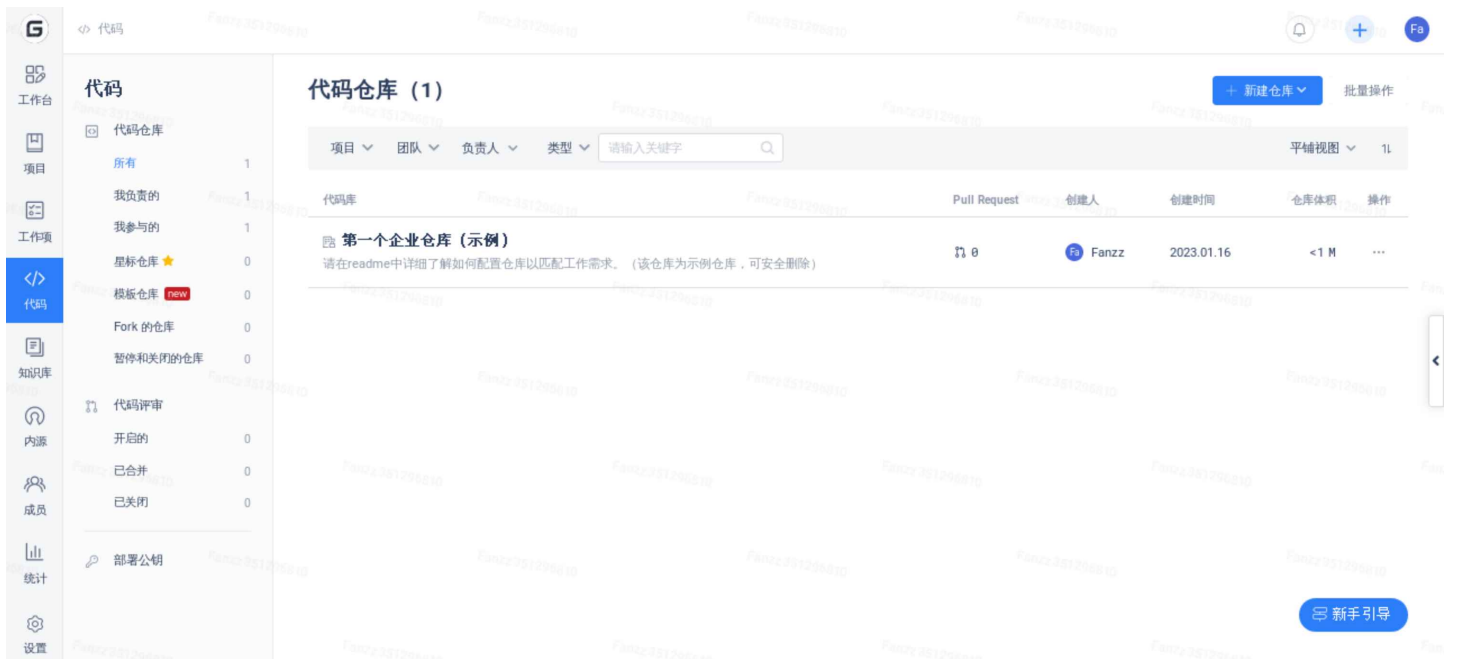 G
代码
Fa
工作台
项目
工作项
代码
知识库
内源
成员
统计
设置
代码
代码仓库
所有 1
我负责的 1
我参与的 1
星标仓库 0
模板仓库 new 0
Fork 的仓库 0
暂停和关闭的仓库 0
代码评审
开启的 0
已合并 0
已关闭 0
部署公钥
代码仓库（1）
+ 新建仓库 批量操作
项目 团队 负责人 类型 请输入关键字 平铺视图
代码库 Pull Request 创建人 创建时间 仓库体积 操作
第一个企业仓库（示例）
请在readme中详细了解如何配置仓库以匹配工作需求。（该仓库为示例仓库，可安全删除）
0 Fa Fanzz 2023.01.16 <1 M ···
新手引导